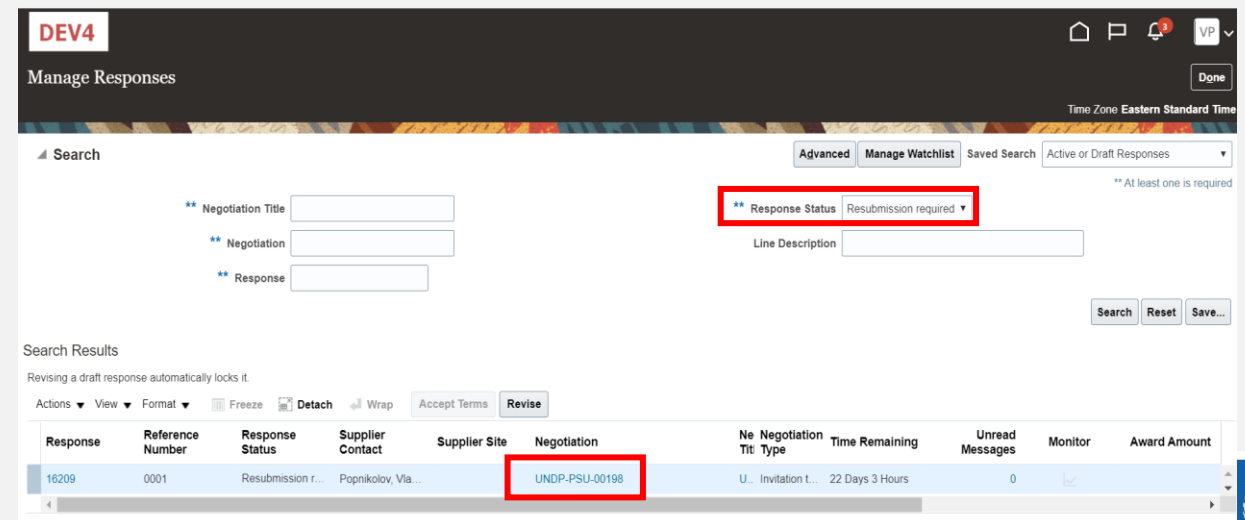 DEV4
3
VP
Manage Responses
Done
Time Zone Eastern Standard Time
Search
Advanced Manage Watchlist Saved Search Active or Draft Responses
** At least one is required
** Negotiation Title ** Response Status Resubmission required
** Negotiation Line Description
** Response
Search Reset Save...
Search Results
Revising a draft response automatically locks it.
Actions View Format Freeze Detach Wrap Accept Terms Revise
Response Reference Number Response Status Supplier Contact Supplier Site Negotiation Ne Titl Negotiation Type Time Remaining Unread Messages Monitor Award Amount
16209 0001 Resubmission r... Popnikolov, Vla... UNDP-PSU-00198 U... Invitation t... 22 Days 3 Hours 0